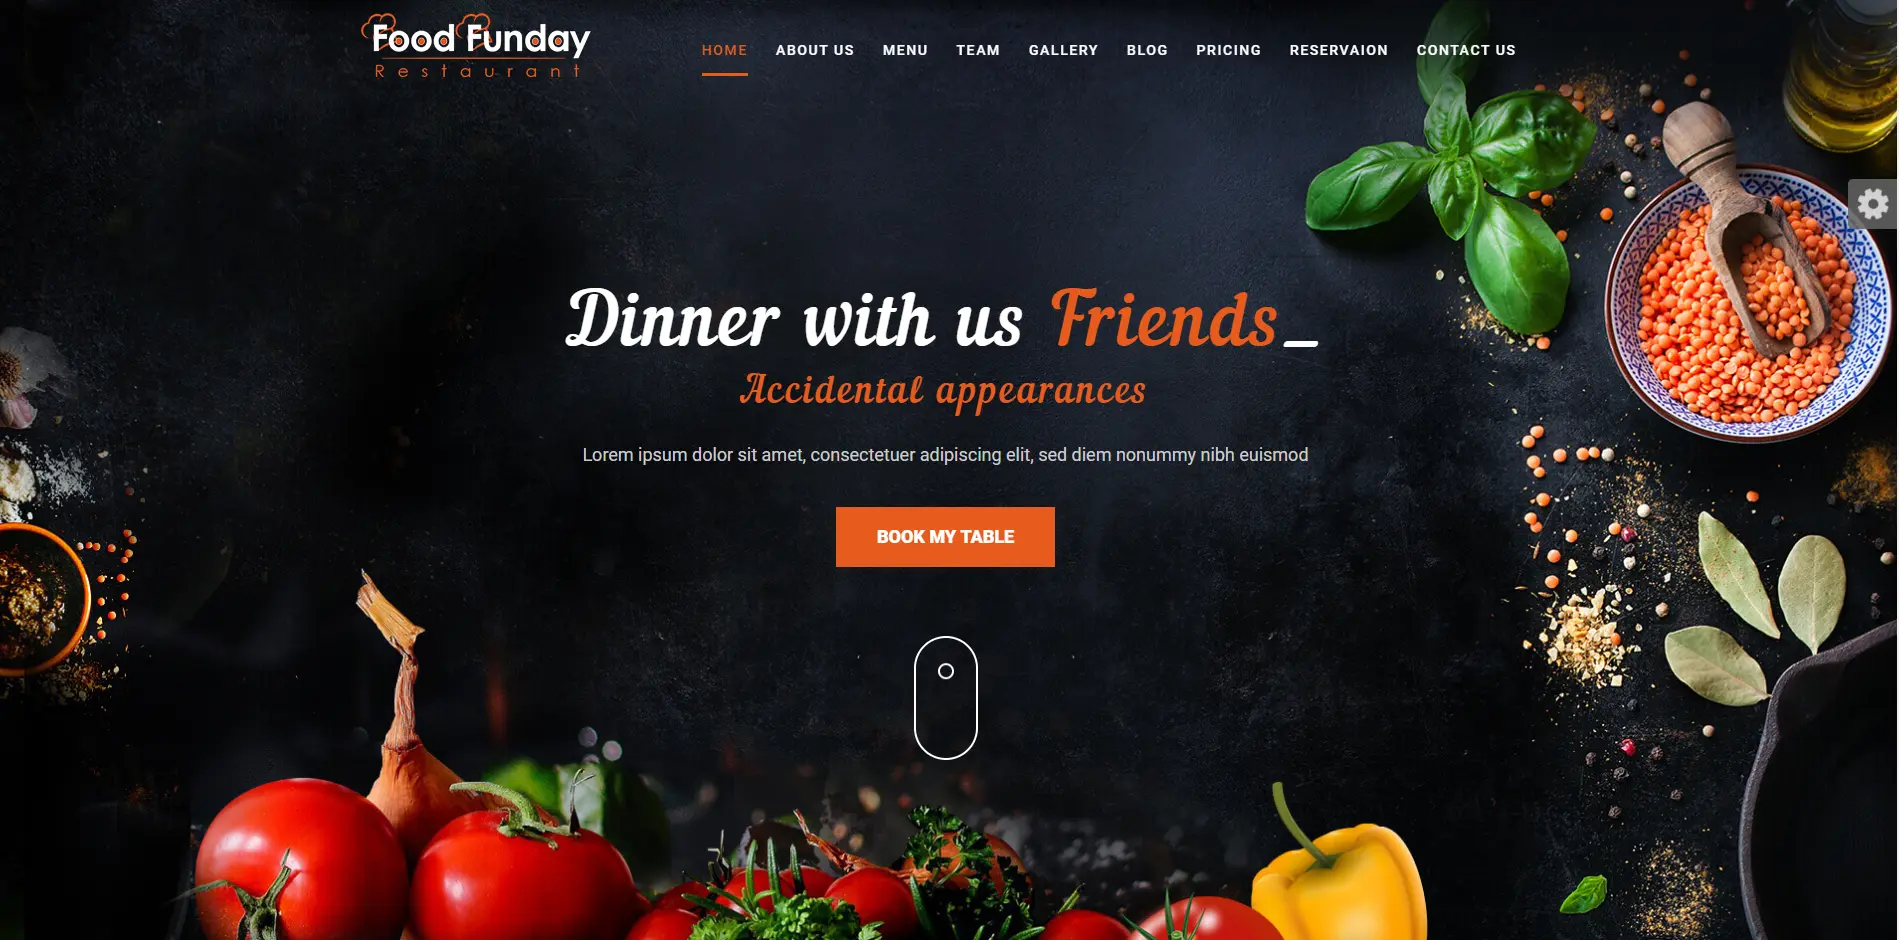 Food Funday
Restaurant
HOME ABOUT US MENU TEAM GALLERY BLOG PRICING RESERVAION CONTACT US
Dinner with us Friends_
Accidental appearances
Lorem ipsum dolor sit amet, consectetuer adipiscing elit, sed diem nonummy nibh euismod
BOOK MY TABLE